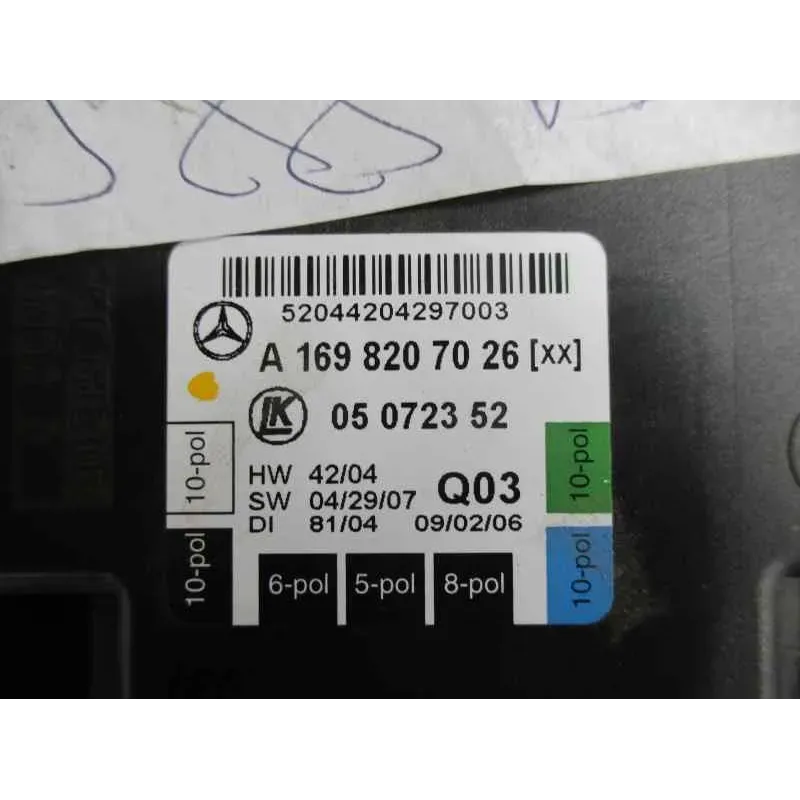 52044204297003
A 169 820 70 26 [xx]
LK 05 0723 52
HW 42/04
SW 04/29/07 Q03
DI 81/04 09/02/06
10-pol
10-pol
10-pol
10-pol
6-pol 5-pol 8-pol